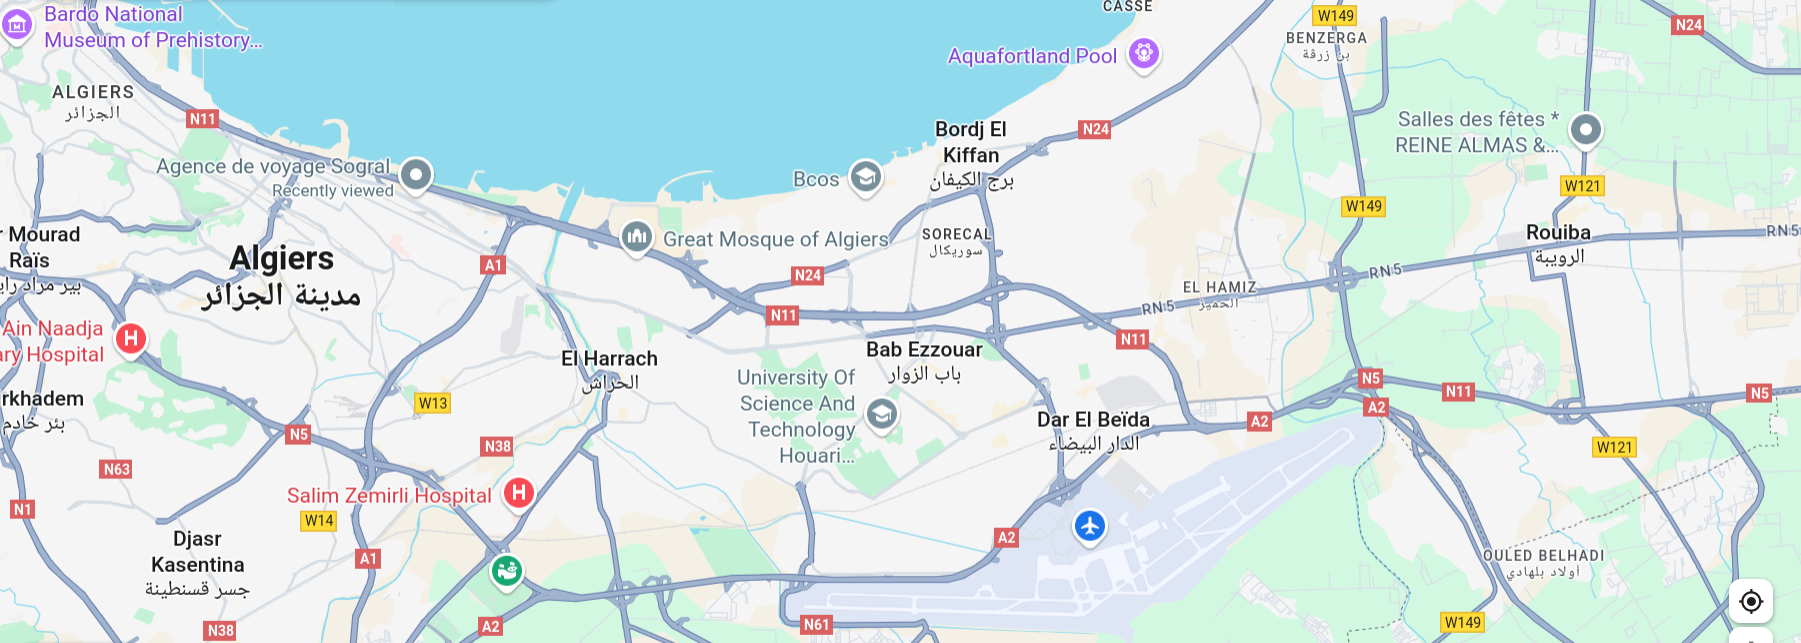 Bardo National
Museum of Prehistory...
CASSE
W149
N24
BENZERGA
بن زرقة
Aquafortland Pool
ALGIERS
الجزائر
N11
Bordj El
Kiffan
برج الكيفان
N24
Salles des fêtes *
REINE ALMAS &...
Agence de voyage Sogral
Recently viewed
Bcos
W121
W149
r Mourad
Raïs
بير مراد راي
Algiers
مدينة الجزائر
Great Mosque of Algiers
SORECAL
سوريكال
Rouiba
الرويبة
RN5
A1
N24
RN5
EL HAMIZ
الحميز
RN5
N11
Ain Naadja
ary Hospital
H
El Harrach
الحراش
Bab Ezzouar
باب الزوار
N11
University Of
Science And
Technology
Houari...
N5
N11
N5
rkhadem
بئر خادم
W13
A2
A2
Dar El Beïda
الدار البيضاء
N5
N38
W121
N63
Salim Zemirli Hospital
H
N1
W14
A2
Djasr
Kasentina
جسر قسنطينة
A1
OULED BELHADI
أولاد بلهادي
N38
A2
N61
W149